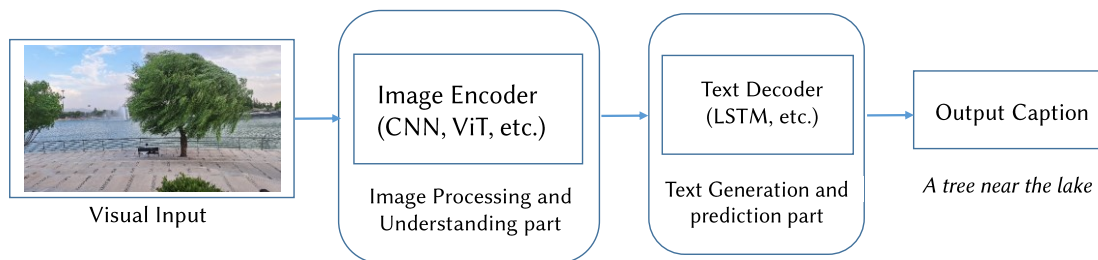 Visual Input
Image Encoder
(CNN, ViT, etc.)
Image Processing and
Understanding part
Text Decoder
(LSTM, etc.)
Text Generation and
prediction part
Output Caption
A tree near the lake